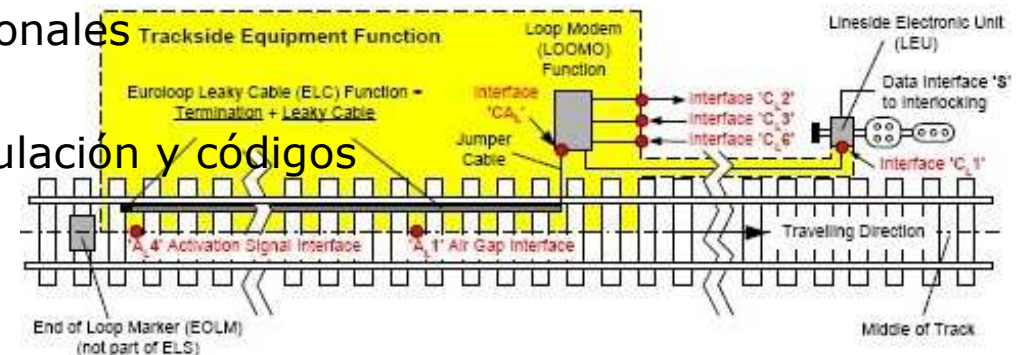 onales
ulación y códigos
Trackside Equipment Function
Euroloop Leaky Cable (ELC) Function =
Termination + Leaky Cable
Loop Modem
(LOOMO)
Function
Interface
'CAL'
Jumper
Cable
Interface 'CL2'
Interface 'CL3'
Interface 'CL6'
Lineside Electronic Unit
(LEU)
Data Interface 'S'
to Interlocking
Interface 'CL1'
'AL4' Activation Signal Interface
'AL1' Air Gap Interface
Travelling Direction
End of Loop Marker (EOLM)
(not part of ELS)
Middle of Track